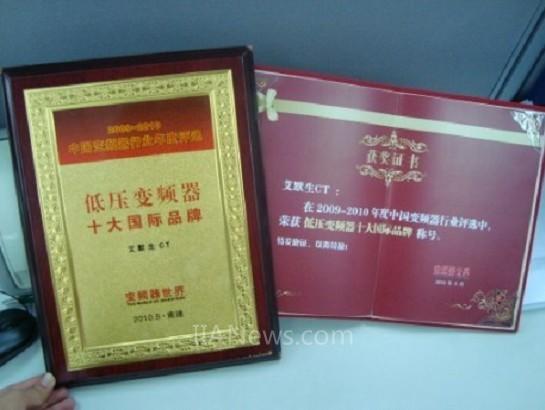 2009-2010
中国变频器行业年度评选
低压变频器
十大国际品牌
艾默生CT
变频器世界
2010.5·南通
获奖证书
艾默生CT：
在2009-2010年度中国变频器行业评选中，
荣获 低压变频器十大国际品牌 称号。
特发此证，以资鼓励！
变频器世界
JIANews.com